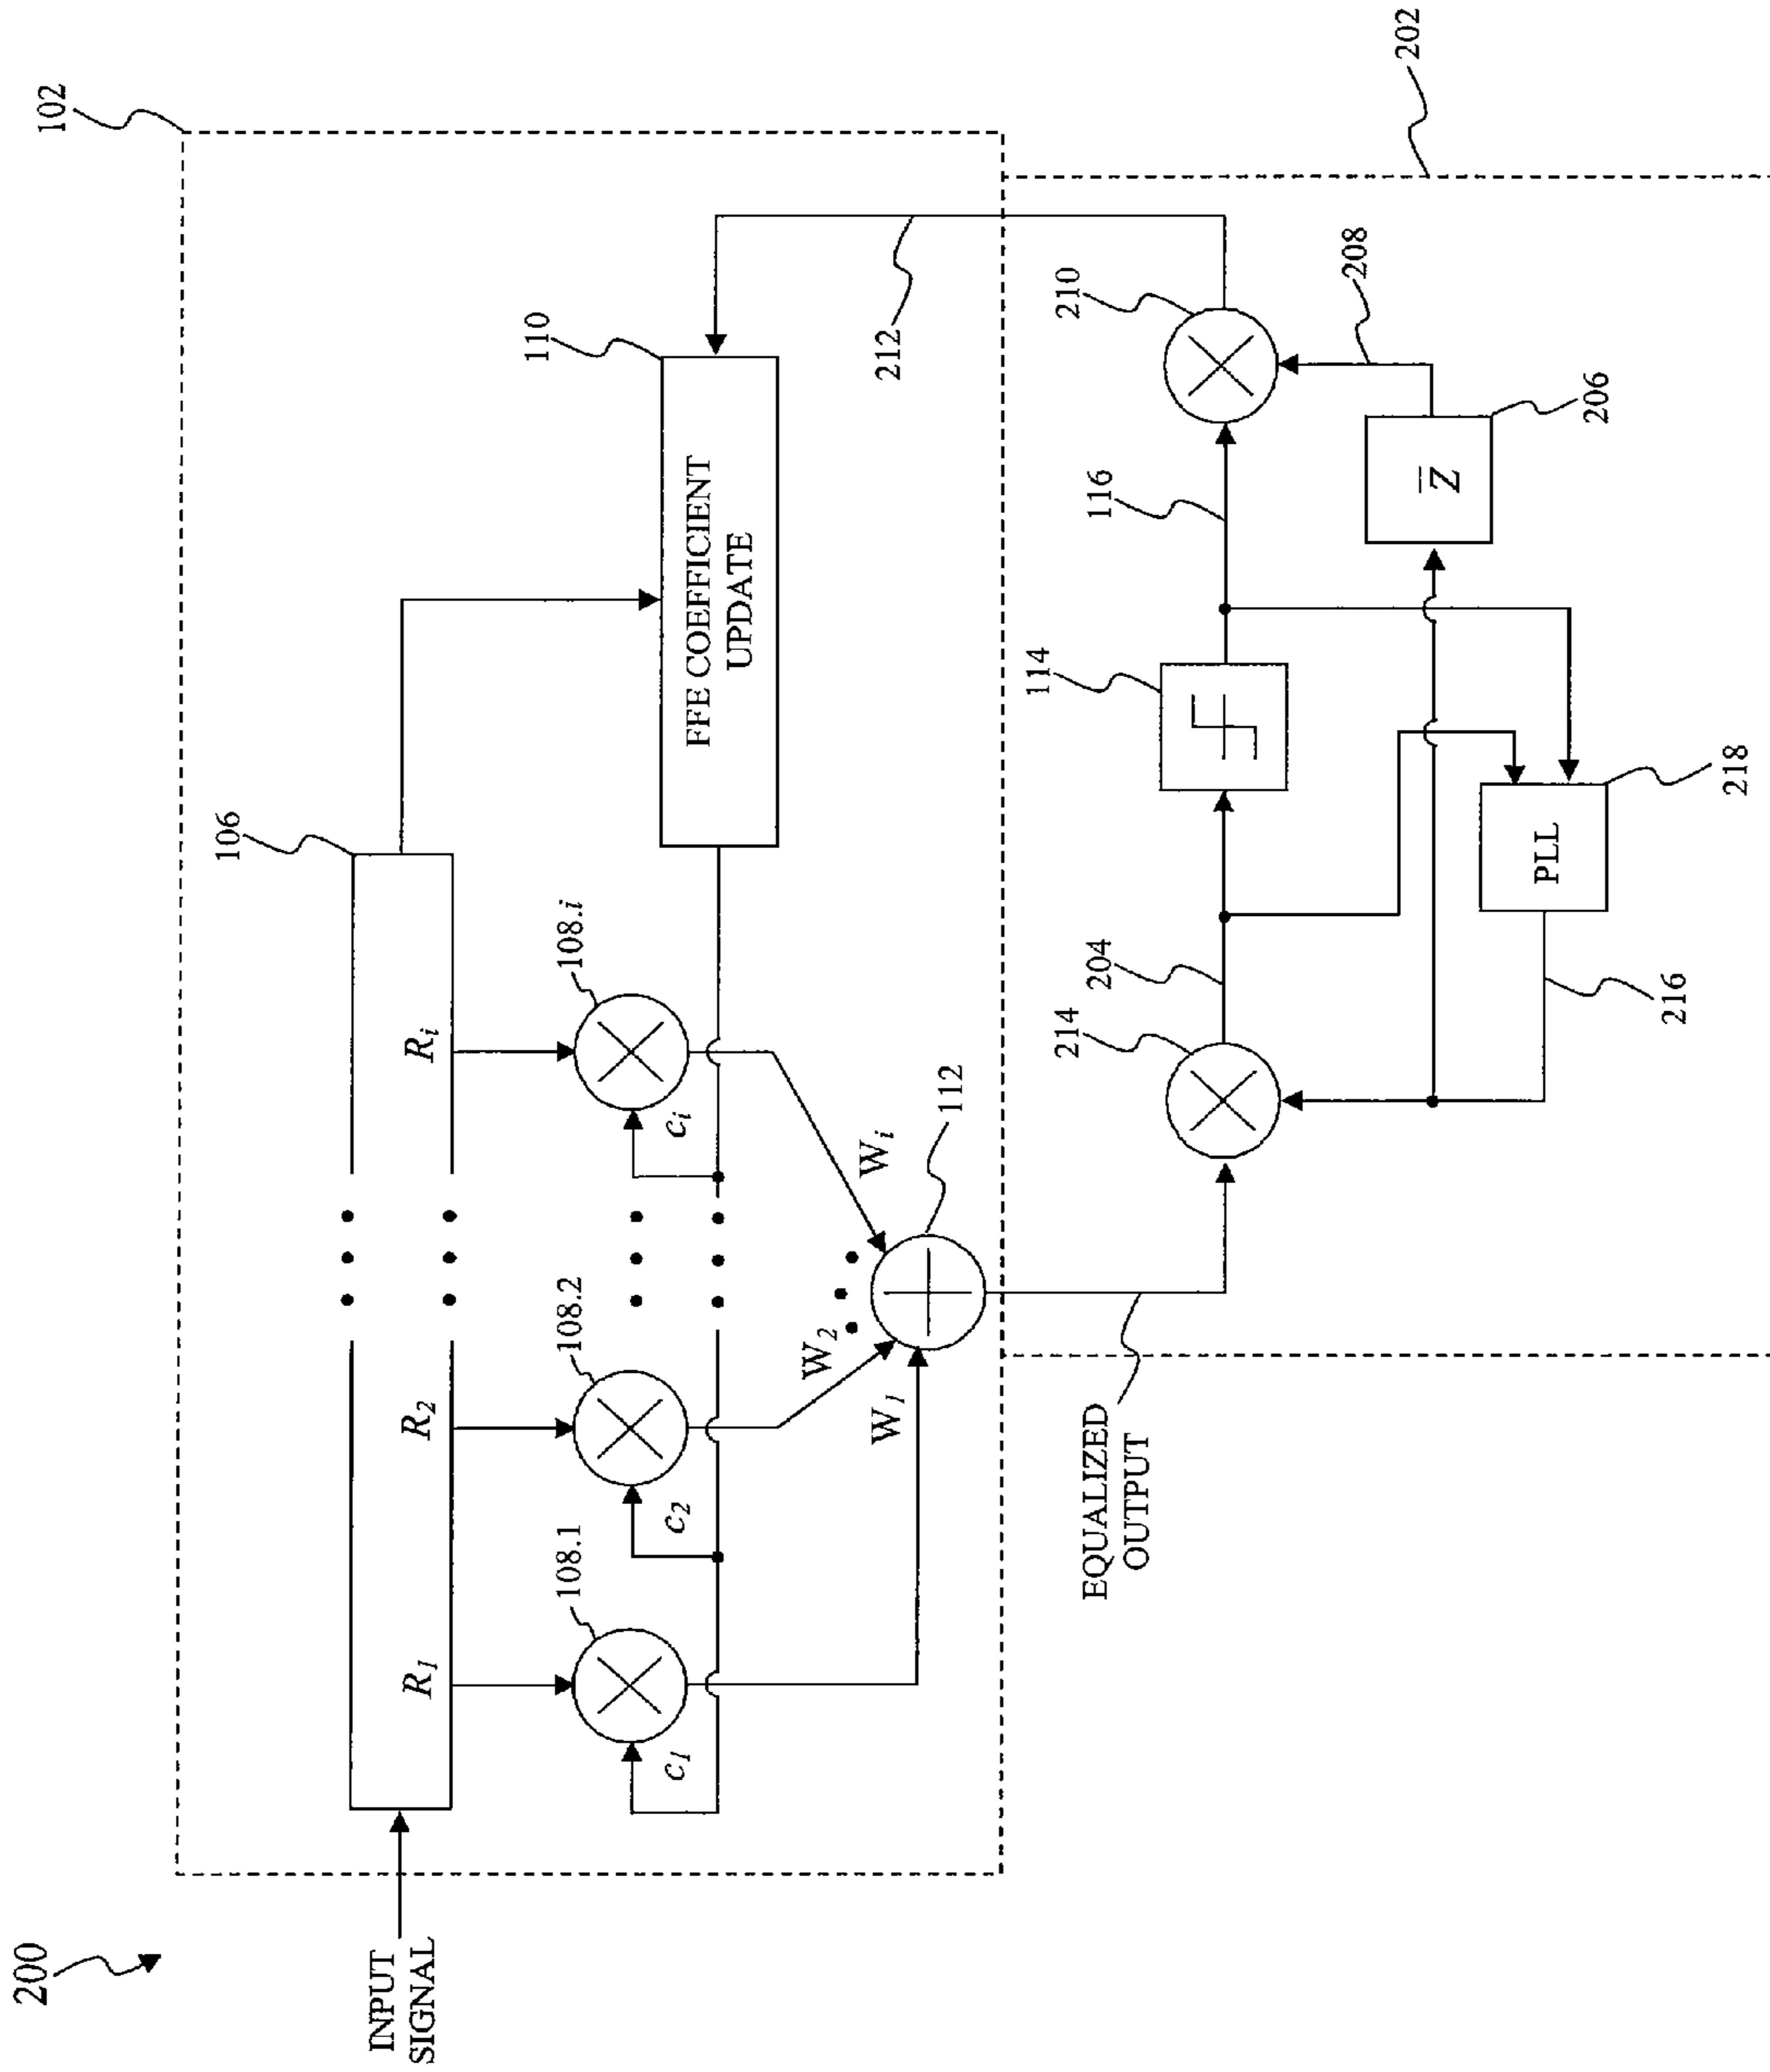 200
102
INPUT
SIGNAL
106
R1
R2
Ri
108.1
108.2
108.i
110
c1
c2
ci
FFE COEFFICIENT
UPDATE
W1
W2
Wi
112
212
EQUALIZED
OUTPUT
214
204
114
116
210
208
202
Z̅
206
216
PLL
218